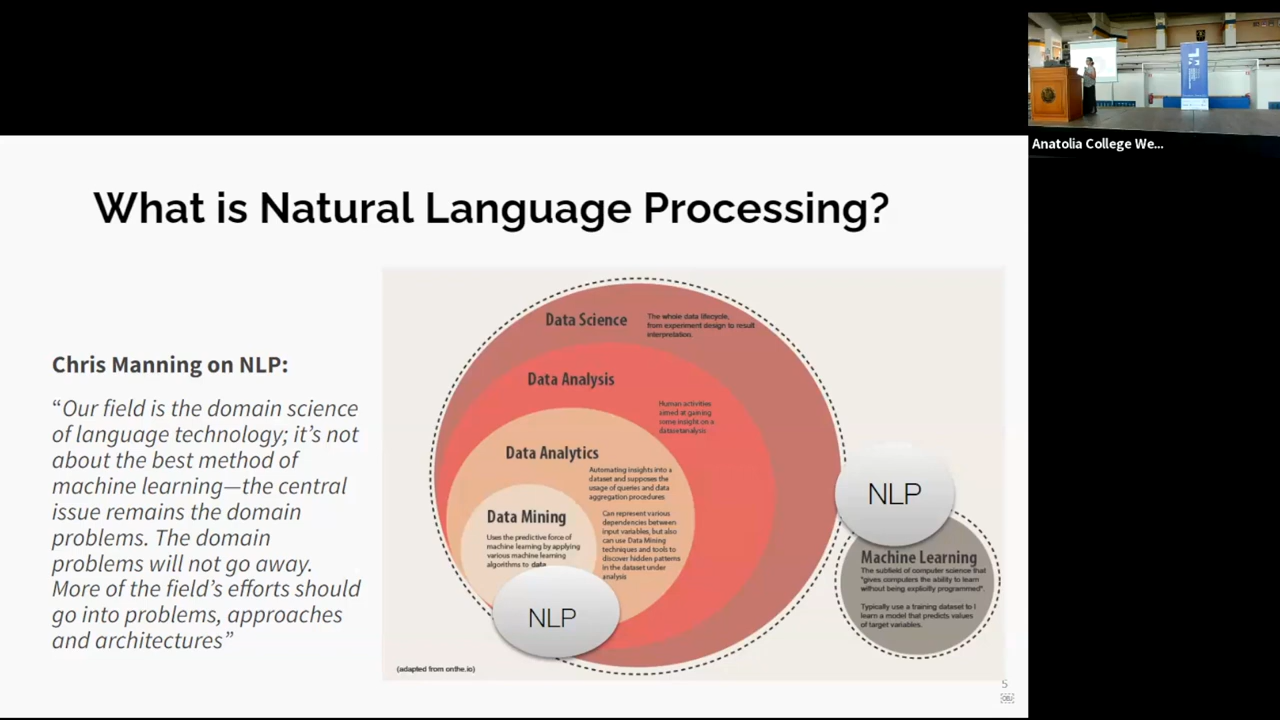 Anatolia College We...
What is Natural Language Processing?
Chris Manning on NLP:
“Our field is the domain science
of language technology; it’s not
about the best method of
machine learning—the central
issue remains the domain
problems. The domain
problems will not go away.
More of the field’s efforts should
go into problems, approaches
and architectures”
Data Science
The whole data lifecycle,
from experiment design to result
interpretation.
Data Analysis
Human activities
aimed at gaining
some insight on a
Data Analytics
Automating insights into a
dataset and supposes the
usage of queries and data
aggregation procedures
Can represent various
dependencies between
input variables, but also
can use Data Mining
techniques and tools to
discover hidden patterns
in the dataset under
analysis
Data Mining
Uses the predictive force of
machine learning by applying
various machine learning
algorithms to data
NLP
NLP
Machine Learning
The subfield of computer science that
"gives computers the ability to learn
without being explicitly programmed".
Typically use a training dataset to l
learn a model that predicts values
of target variables.
(adapted from onthe.io)
S